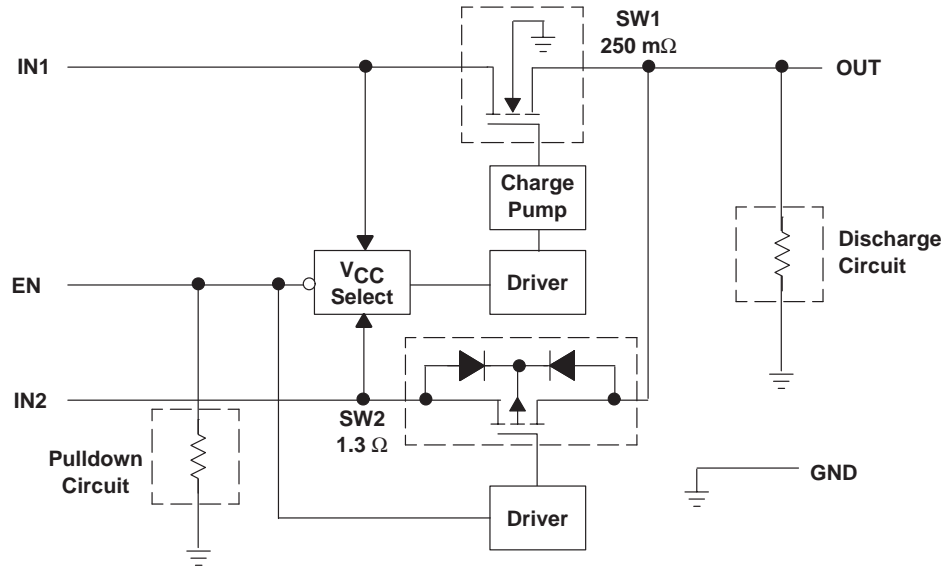 SW1
250 mΩ
IN1
OUT
Charge
Pump
Discharge
Circuit
VCC
Select
Driver
EN
IN2
SW2
1.3 Ω
Pulldown
Circuit
GND
Driver